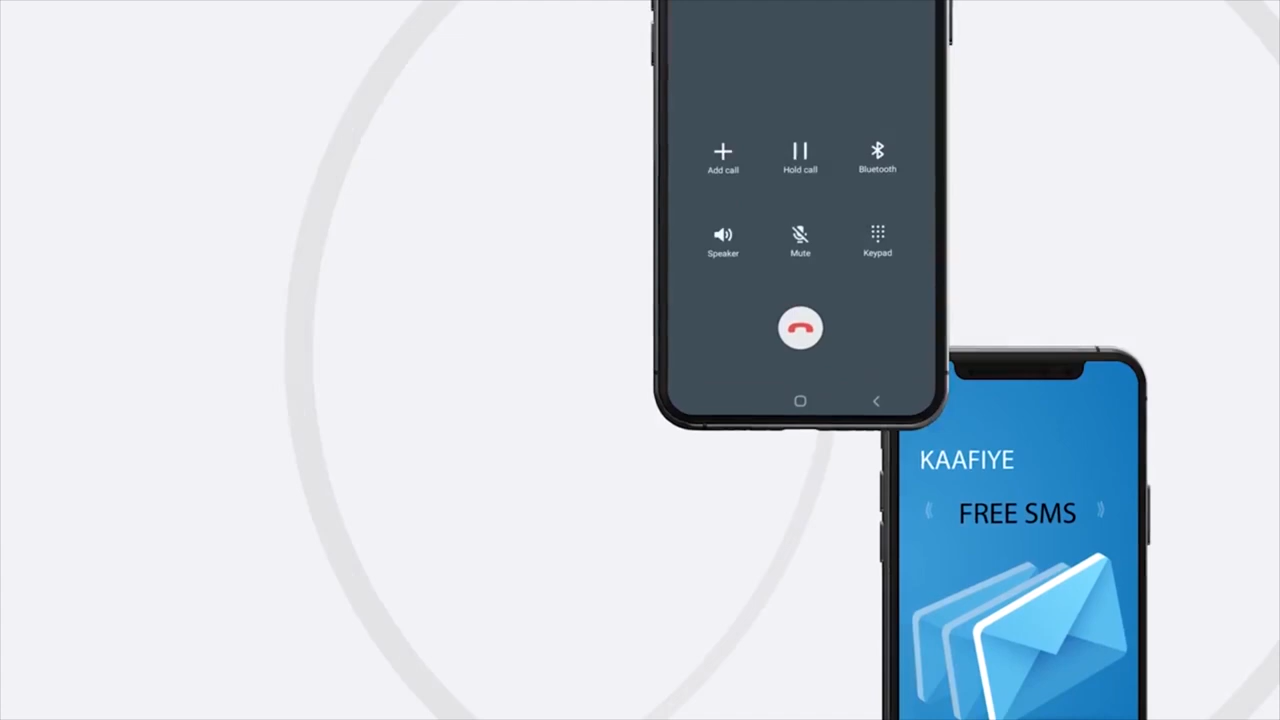 Add call
Hold call
Bluetooth
Speaker
Mute
Keypad
KAAFIYE
FREE SMS